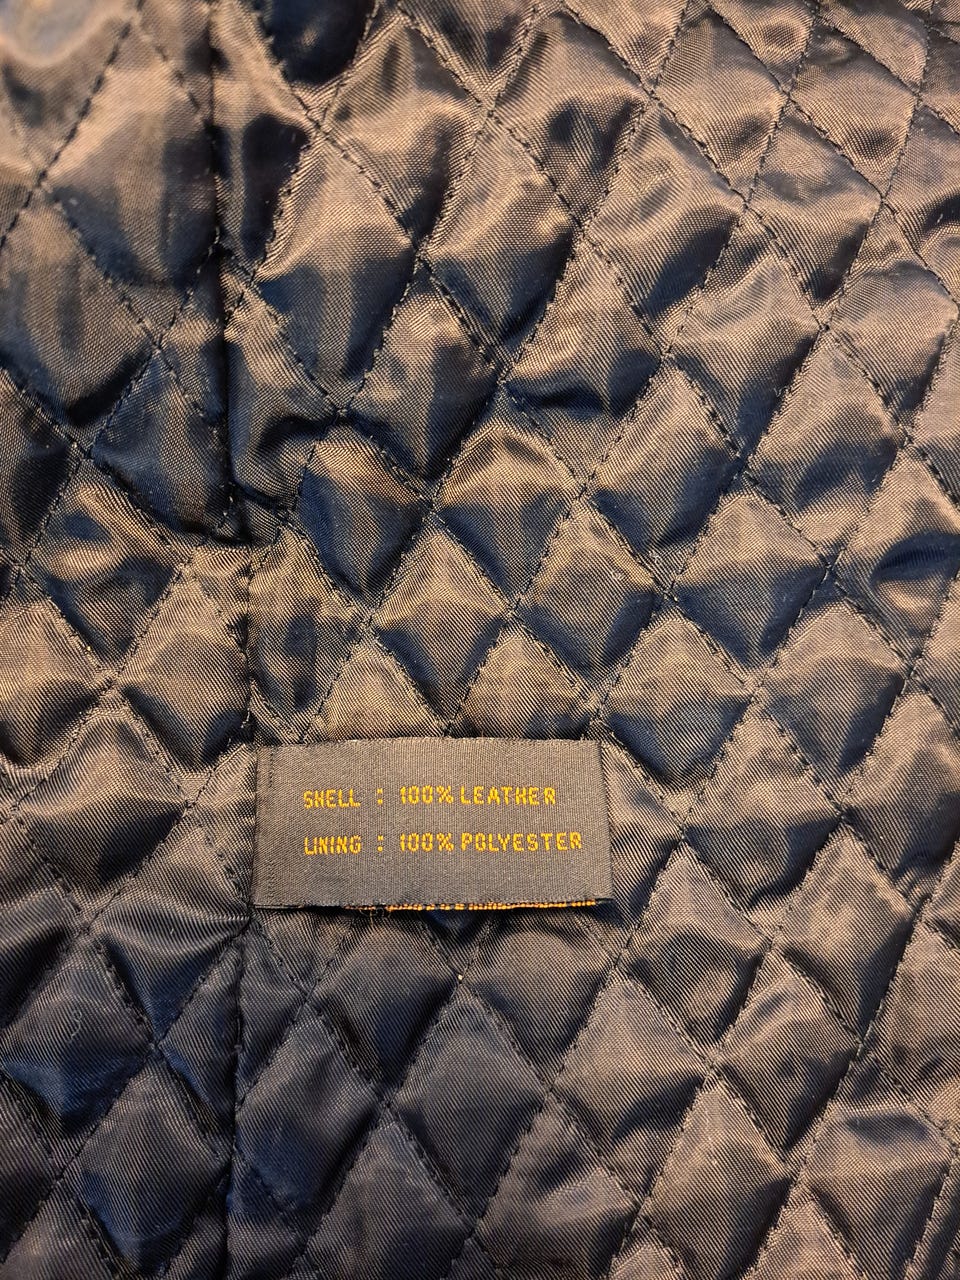 SHELL : 100% LEATHER
LINING : 100% POLYESTER